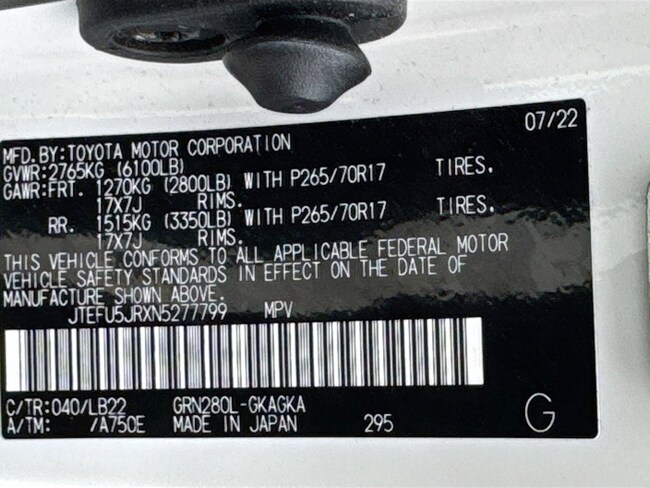 07/22
MFD. BY: TOYOTA MOTOR CORPORATION
GVWR: 2765KG (6100LB)
GAWR: FRT. 1270KG (2800LB) WITH P265/70R17 TIRES.
17X7J RIMS.
RR. 1515KG (3350LB) WITH P265/70R17 TIRES.
17X7J RIMS.
THIS VEHICLE CONFORMS TO ALL APPLICABLE FEDERAL MOTOR
VEHICLE SAFETY STANDARDS IN EFFECT ON THE DATE OF
MANUFACTURE SHOWN ABOVE.
JTEFU5JRXN5277799 MPV
C/TR: 040/LB22 GRN280L-GKAGKA
A/TM: /A750E MADE IN JAPAN 295 G